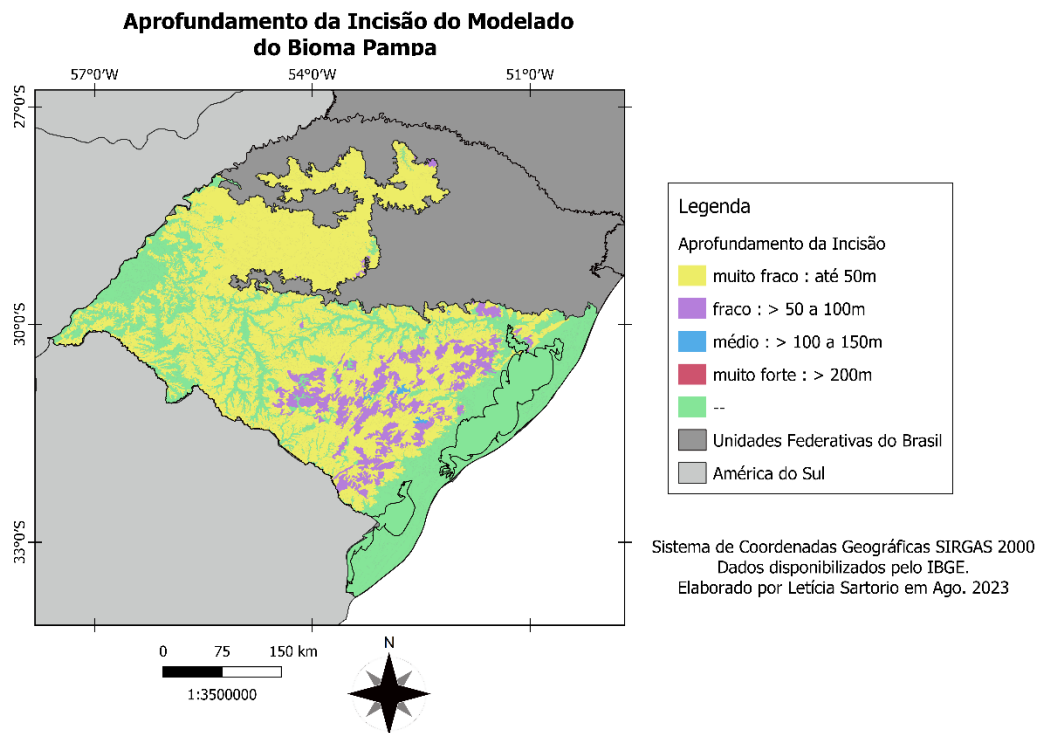 Aprofundamento da Incisão do Modelado
do Bioma Pampa
57°0'W
54°0'W
51°0'W
27°0'S
30°0'S
33°0'S
Legenda
Aprofundamento da Incisão
muito fraco : até 50m
fraco : > 50 a 100m
médio : > 100 a 150m
muito forte : > 200m
--
Unidades Federativas do Brasil
América do Sul
Sistema de Coordenadas Geográficas SIRGAS 2000
Dados disponibilizados pelo IBGE.
Elaborado por Letícia Sartorio em Ago. 2023
0 75 150 km
1:3500000
N